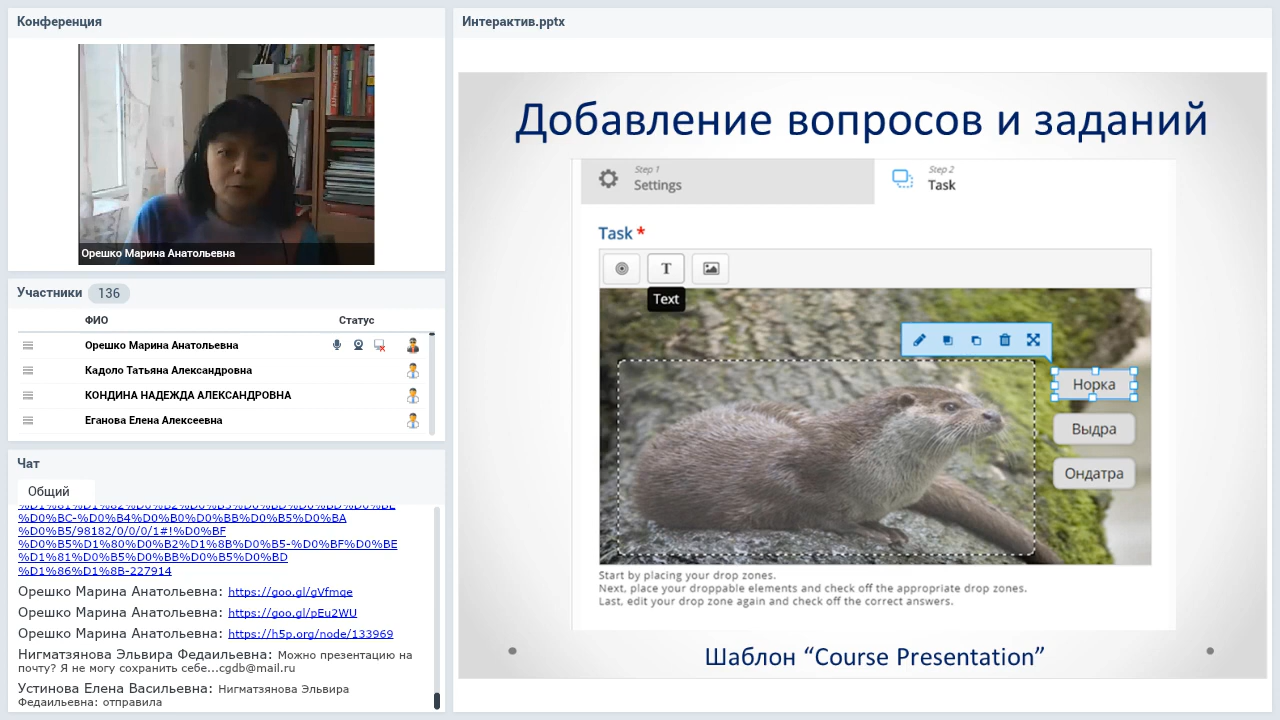 Конференция
Орешко Марина Анатольевна
Участники 136
ФИО Статус
Орешко Марина Анатольевна
Кадоло Татьяна Александровна
КОНДИНА НАДЕЖДА АЛЕКСАНДРОВНА
Еганова Елена Алексеевна
Чат
Общий
%D0%BC-%D0%B4%D0%B0%D0%BB%D0%B5%D0%BA
%D0%B5/98182/0/0/0/1#!%D0%BF
%D0%B5%D1%80%D0%B2%D1%8B%D0%B5-%D0%BF%D0%BE
%D1%81%D0%B5%D0%BB%D0%B5%D0%BD
%D1%86%D1%8B-227914
Орешко Марина Анатольевна: https://goo.gl/gVfmqe
Орешко Марина Анатольевна: https://goo.gl/pEu2WU
Орешко Марина Анатольевна: https://h5p.org/node/133969
Нигматзянова Эльвира Федаильевна: Можно презентацию на
почту? Я не могу сохранить себе...cgdb@mail.ru
Устинова Елена Васильевна: Нигматзянова Эльвира
Федаильевна: отправила
Интерактив.pptx
Добавление вопросов и заданий
Step 1
Settings
Step 2
Task
Task *
T
Text
Норка
Выдра
Ондатра
Start by placing your drop zones.
Next, place your droppable elements and check off the appropriate drop zones.
Last, edit your drop zone again and check off the correct answers.
Шаблон “Course Presentation”